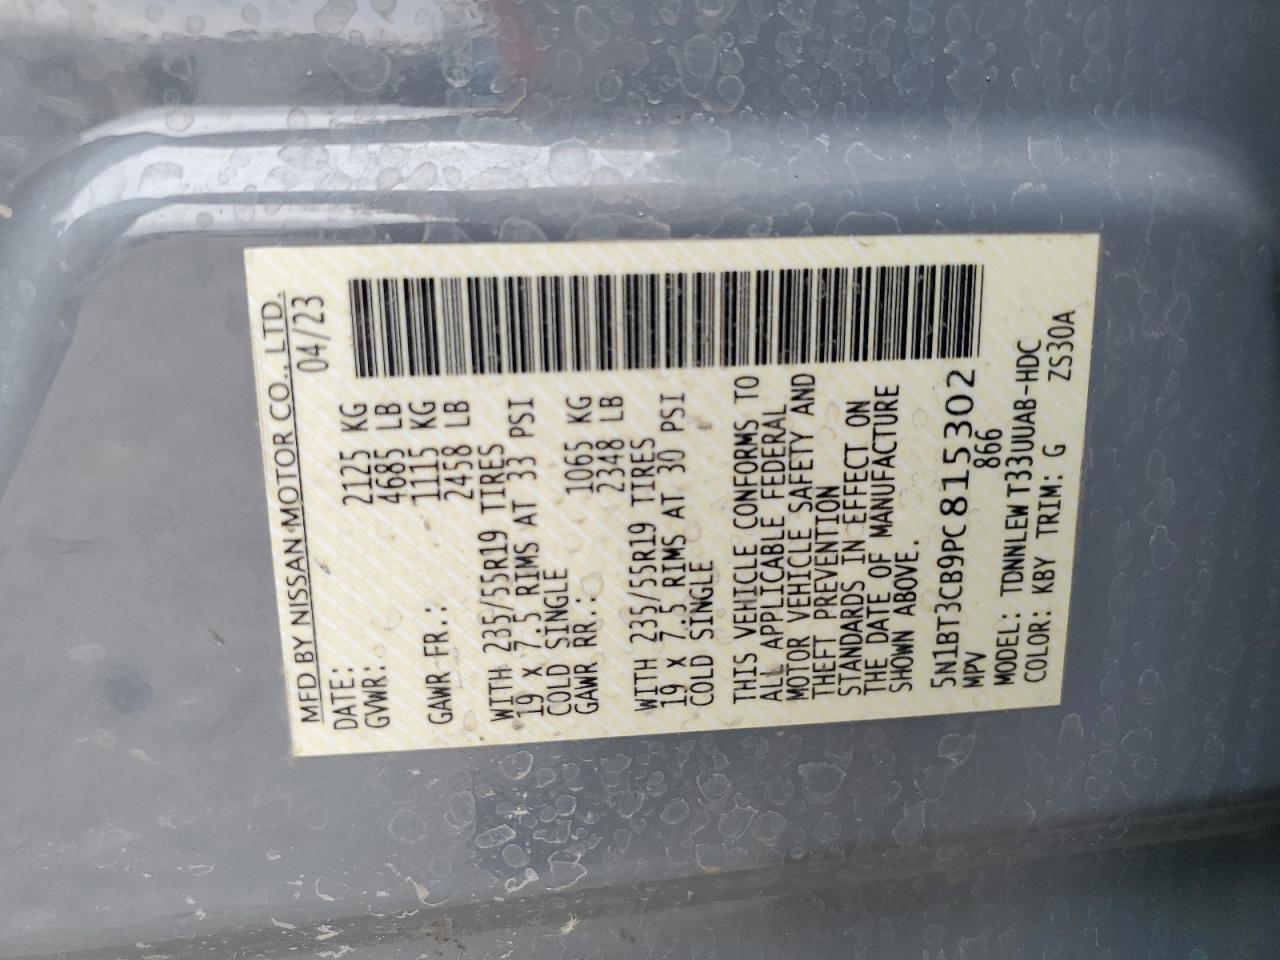 MFD BY NISSAN MOTOR CO., LTD.
DATE: 04/23
GVWR: 2125 KG
4685 LB
GAWR FR.: 1115 KG
2458 LB
WITH 235/55R19 TIRES
19 x 7.5 RIMS AT 33 PSI
COLD SINGLE
GAWR RR.: 1065 KG
2348 LB
WITH 235/55R19 TIRES
19 x 7.5 RIMS AT 30 PSI
COLD SINGLE
THIS VEHICLE CONFORMS TO
ALL APPLICABLE FEDERAL
MOTOR VEHICLE SAFETY AND
THEFT PREVENTION
STANDARDS IN EFFECT ON
THE DATE OF MANUFACTURE
SHOWN ABOVE.
5N1BT3CB9PC815302
MPV 866
MODEL: TDNNLEW T33UUAB-HDC
COLOR: KBY TRIM: G ZS30A